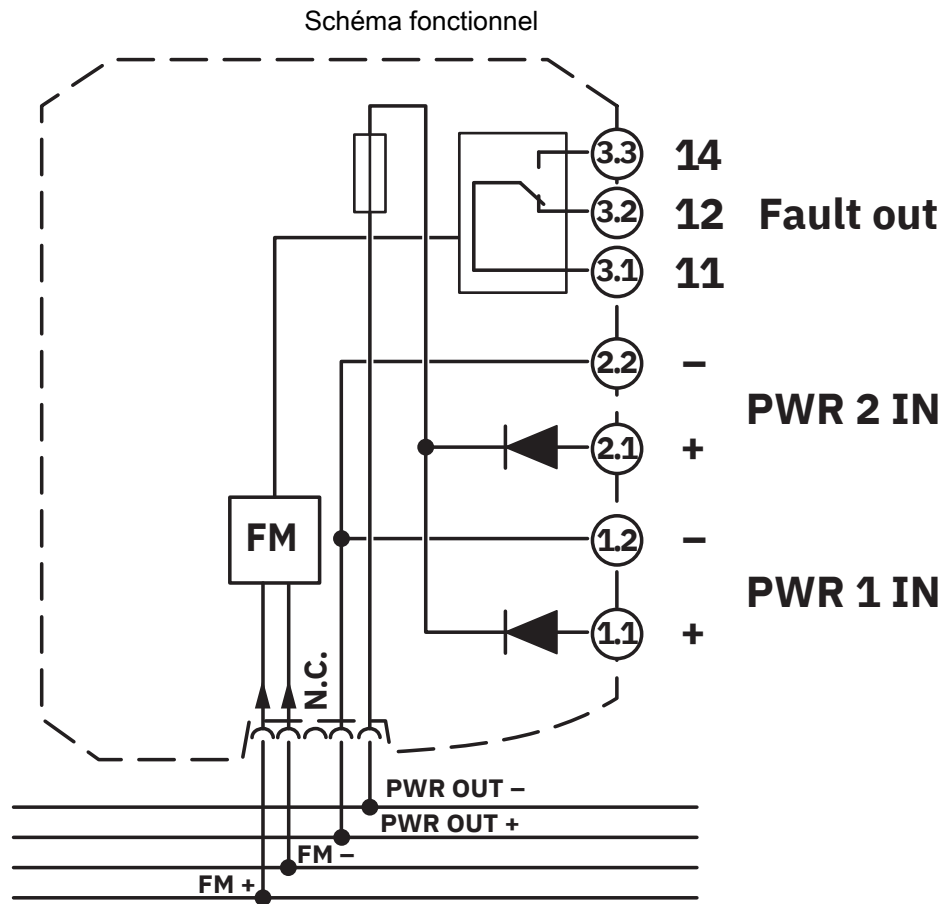 Schéma fonctionnel
3.3 14
3.2 12 Fault out
3.1 11
2.2 –
PWR 2 IN
2.1 +
FM
1.2 –
PWR 1 IN
1.1 +
N.C.
PWR OUT –
PWR OUT +
FM –
FM +